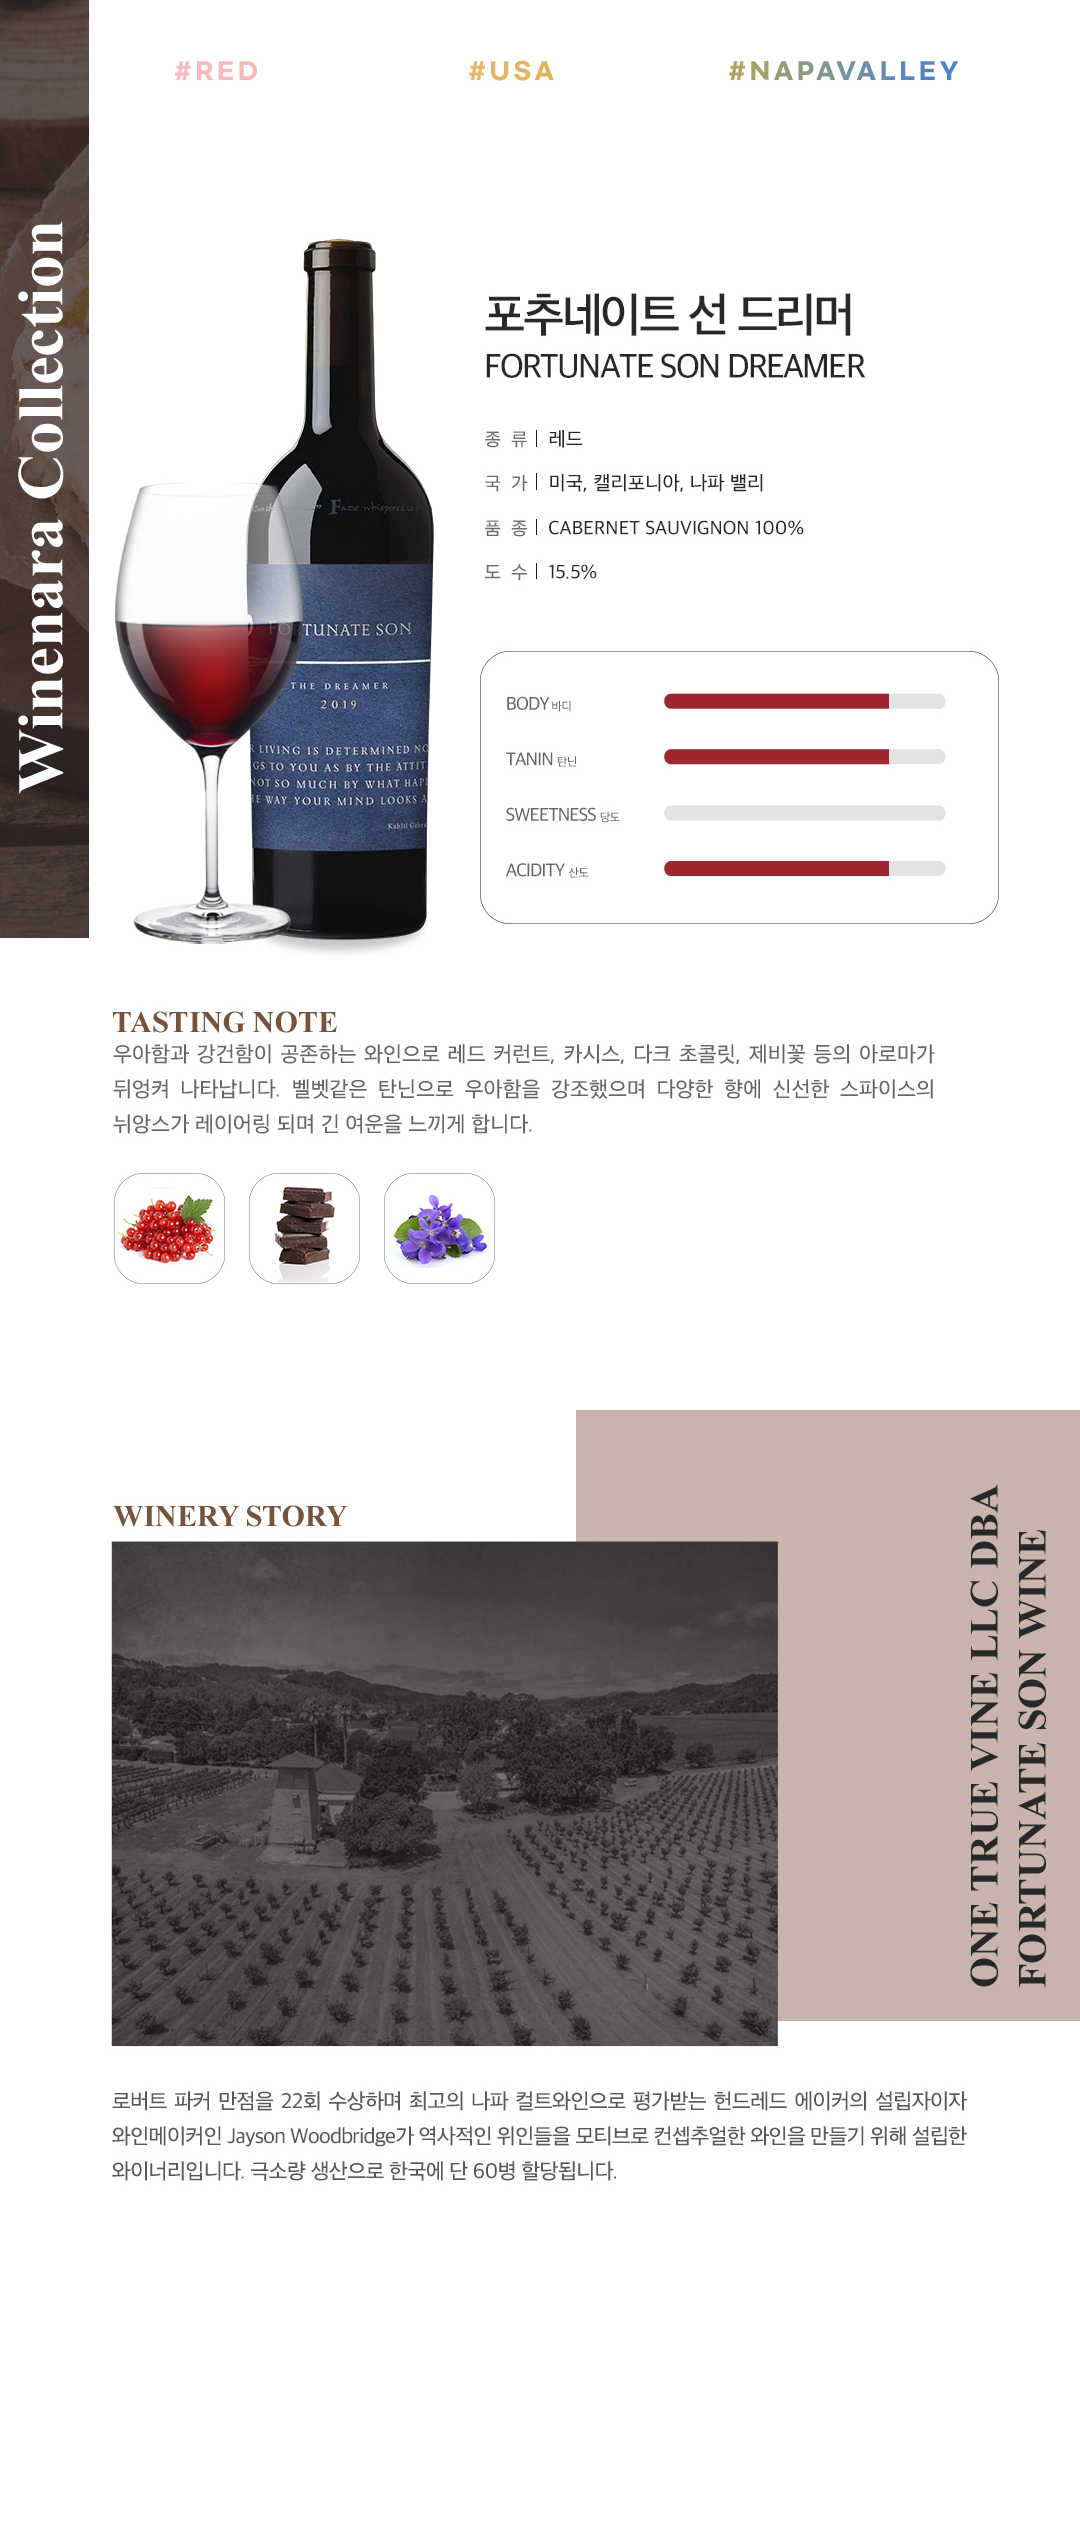 #RED
#USA
#NAPAVALLEY
Winenara Collection
포추네이트 선 드리머
FORTUNATE SON DREAMER
종 류 | 레드
국 가 | 미국, 캘리포니아, 나파 밸리
품 종 | CABERNET SAUVIGNON 100%
도 수 | 15.5%
Fate whispered to
FORTUNATE SON
THE DREAMER
2019
LIVING IS DETERMINED NO
GS TO YOU AS BY THE ATTIT
NOT SO MUCH BY WHAT HAP
E WAY YOUR MIND LOOKS A
Kahlil
BODY 바디
TANIN 탄닌
SWEETNESS 당도
ACIDITY 산도
TASTING NOTE
우아함과 강건함이 공존하는 와인으로 레드 커런트, 카시스, 다크 초콜릿, 제비꽃 등의 아로마가
뒤엉켜 나타납니다. 벨벳같은 탄닌으로 우아함을 강조했으며 다양한 향에 신선한 스파이스의
뉘앙스가 레이어링 되며 긴 여운을 느끼게 합니다.
WINERY STORY
ONE TRUE VINE LLC DBA
FORTUNATE SON WINE
로버트 파커 만점을 22회 수상하며 최고의 나파 컬트와인으로 평가받는 헌드레드 에이커의 설립자이자
와인메이커인 Jayson Woodbridge가 역사적인 위인들을 모티브로 컨셉추얼한 와인을 만들기 위해 설립한
와이너리입니다. 극소량 생산으로 한국에 단 60병 할당됩니다.